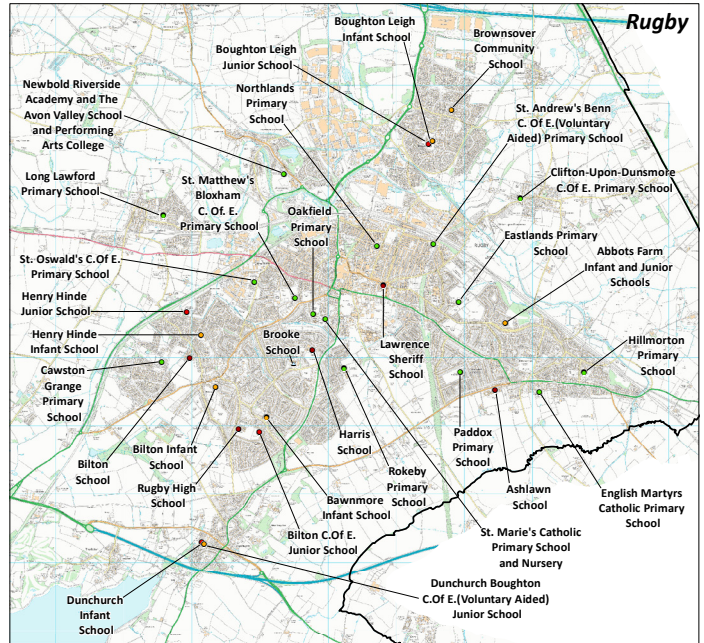 Rugby
Boughton Leigh
Infant School
Brownsover
Community
School
Boughton Leigh
Junior School
Newbold Riverside
Academy and The
Avon Valley School
and Performing
Arts College
Northlands
Primary
School
St. Andrew's Benn
C. Of E.(Voluntary
Aided) Primary School
Long Lawford
Primary School
St. Matthew's
Bloxham
C. Of. E.
Primary School
Clifton-Upon-Dunsmore
C.Of E. Primary School
Oakfield
Primary
School
Eastlands Primary
School
Abbots Farm
Infant and Junior
Schools
St. Oswald's C.Of E.
Primary School
Henry Hinde
Junior School
Henry Hinde
Infant School
Brooke
School
Lawrence
Sheriff
School
Hillmorton
Primary
School
Cawston
Grange
Primary
School
Bilton
School
Bilton Infant
School
Rugby High
School
Harris
School
Paddox
Primary
School
Rokeby
Primary
School
Bawnmore
Infant School
Ashlawn
School
English Martyrs
Catholic Primary
School
Bilton C.Of E.
Junior School
St. Marie's Catholic
Primary School
and Nursery
Dunchurch
Infant
School
Dunchurch Boughton
C.Of E.(Voluntary Aided)
Junior School